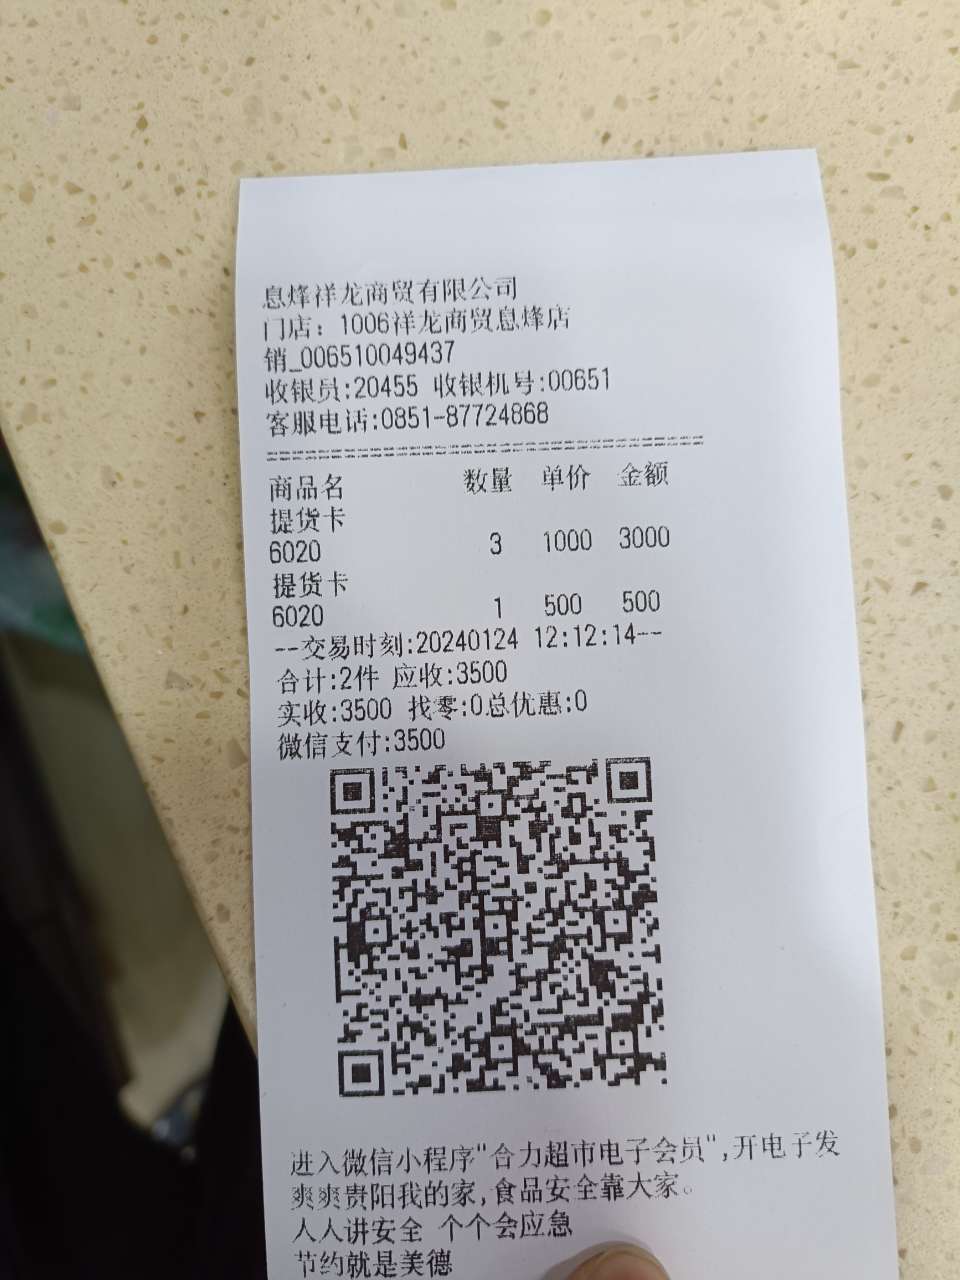 息烽祥龙商贸有限公司
门店：1006祥龙商贸息烽店
销_006510049437
收银员:20455 收银机号:00651
客服电话:0851-87724868
商品名 数量 单价 金额
提货卡
6020 3 1000 3000
提货卡
6020 1 500 500
--交易时刻:20240124 12:12:14--
合计:2件 应收:3500
实收:3500 找零:0总优惠:0
微信支付:3500
进入微信小程序"合力超市电子会员",开电子发
爽爽贵阳我的家,食品安全靠大家。
人人讲安全 个个会应急
节约就是美德